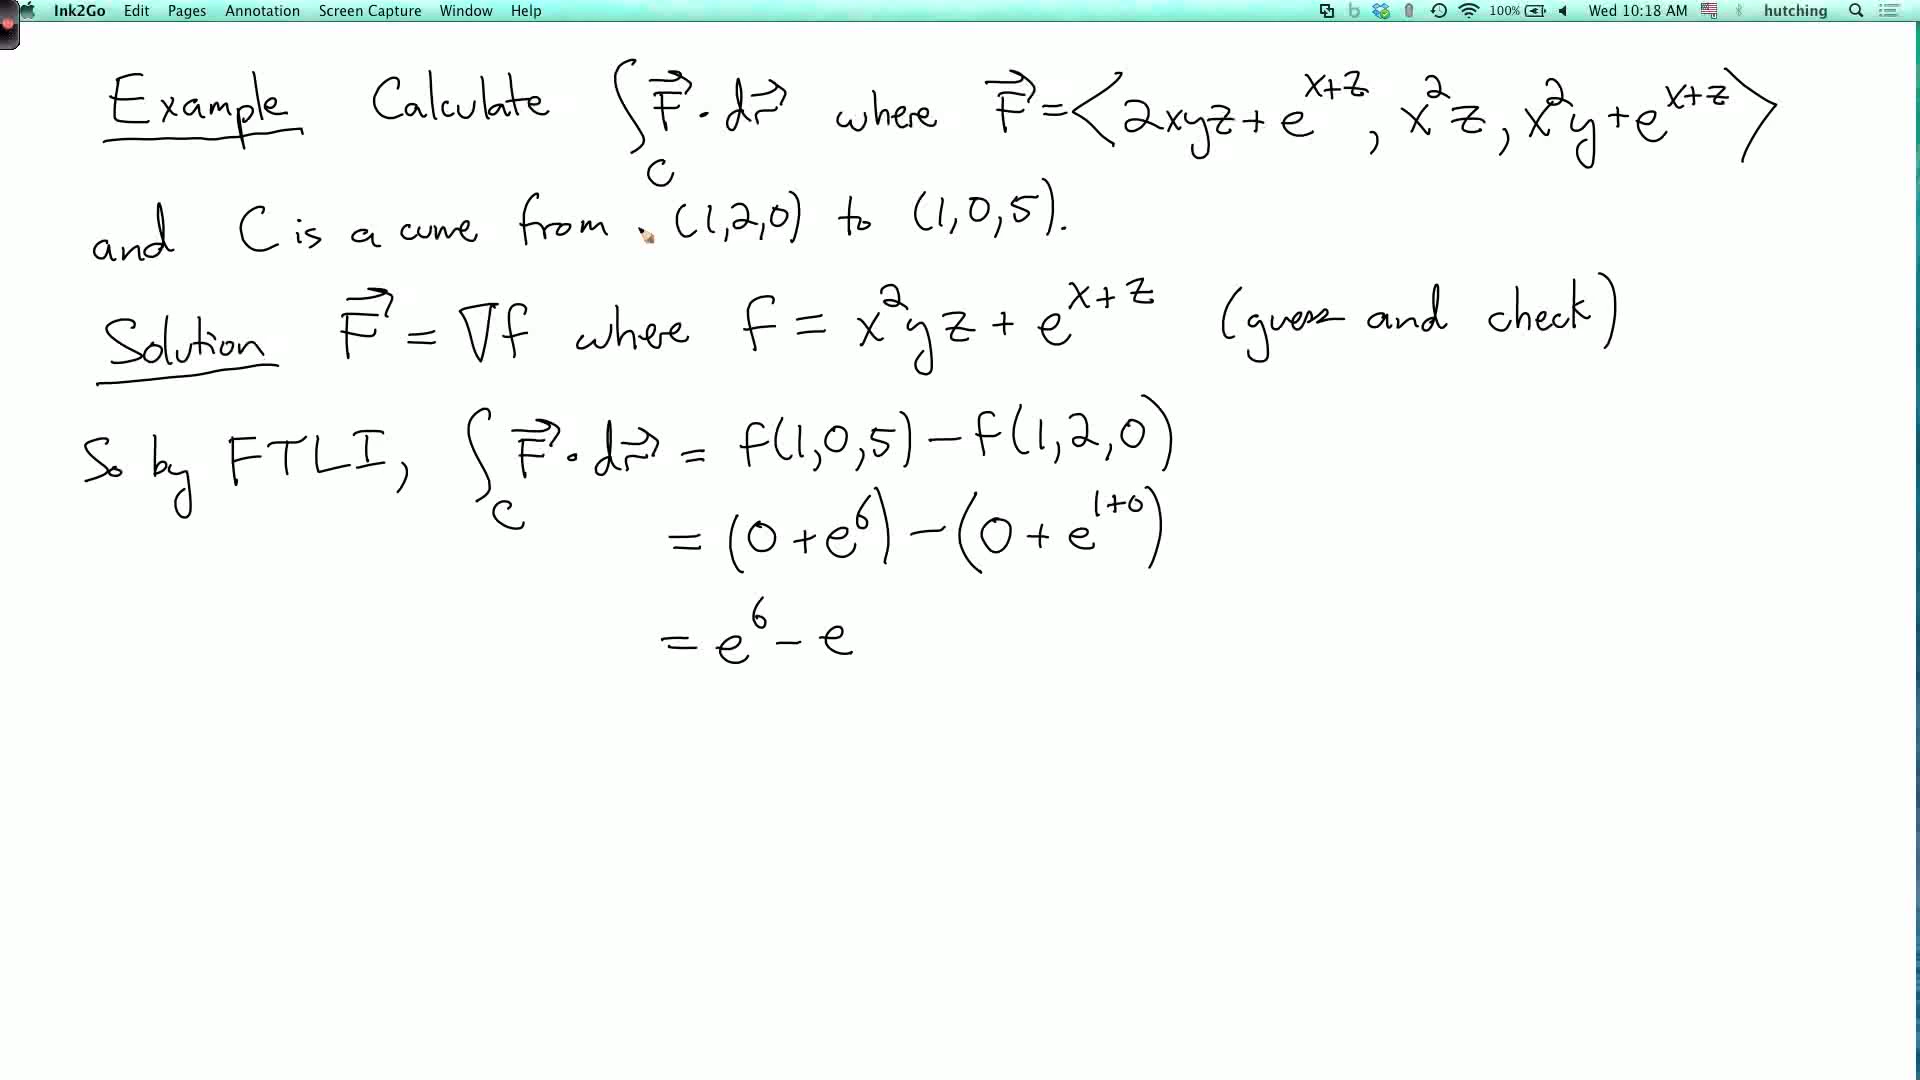 Ink2Go Edit Pages Annotation Screen Capture Window Help 100% Wed 10:18 AM hutching
Example Calculate ∫_C F⃗ · dr⃗ where F⃗ = ⟨2xyz + e^{x+z}, x²z, x²y + e^{x+z}⟩
and C is a curve from (1,2,0) to (1,0,5).
Solution F⃗ = ∇f where f = x²yz + e^{x+z} (guess and check)
So by FTLI, ∫_C F⃗ · dr⃗ = f(1,0,5) − f(1,2,0)
= (0 + e⁶) − (0 + e^{1+0})
= e⁶ − e